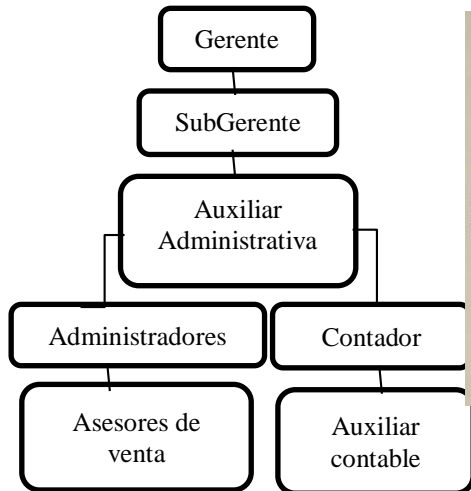 Gerente
SubGerente
Auxiliar
Administrativa
Administradores
Contador
Asesores de
venta
Auxiliar
contable